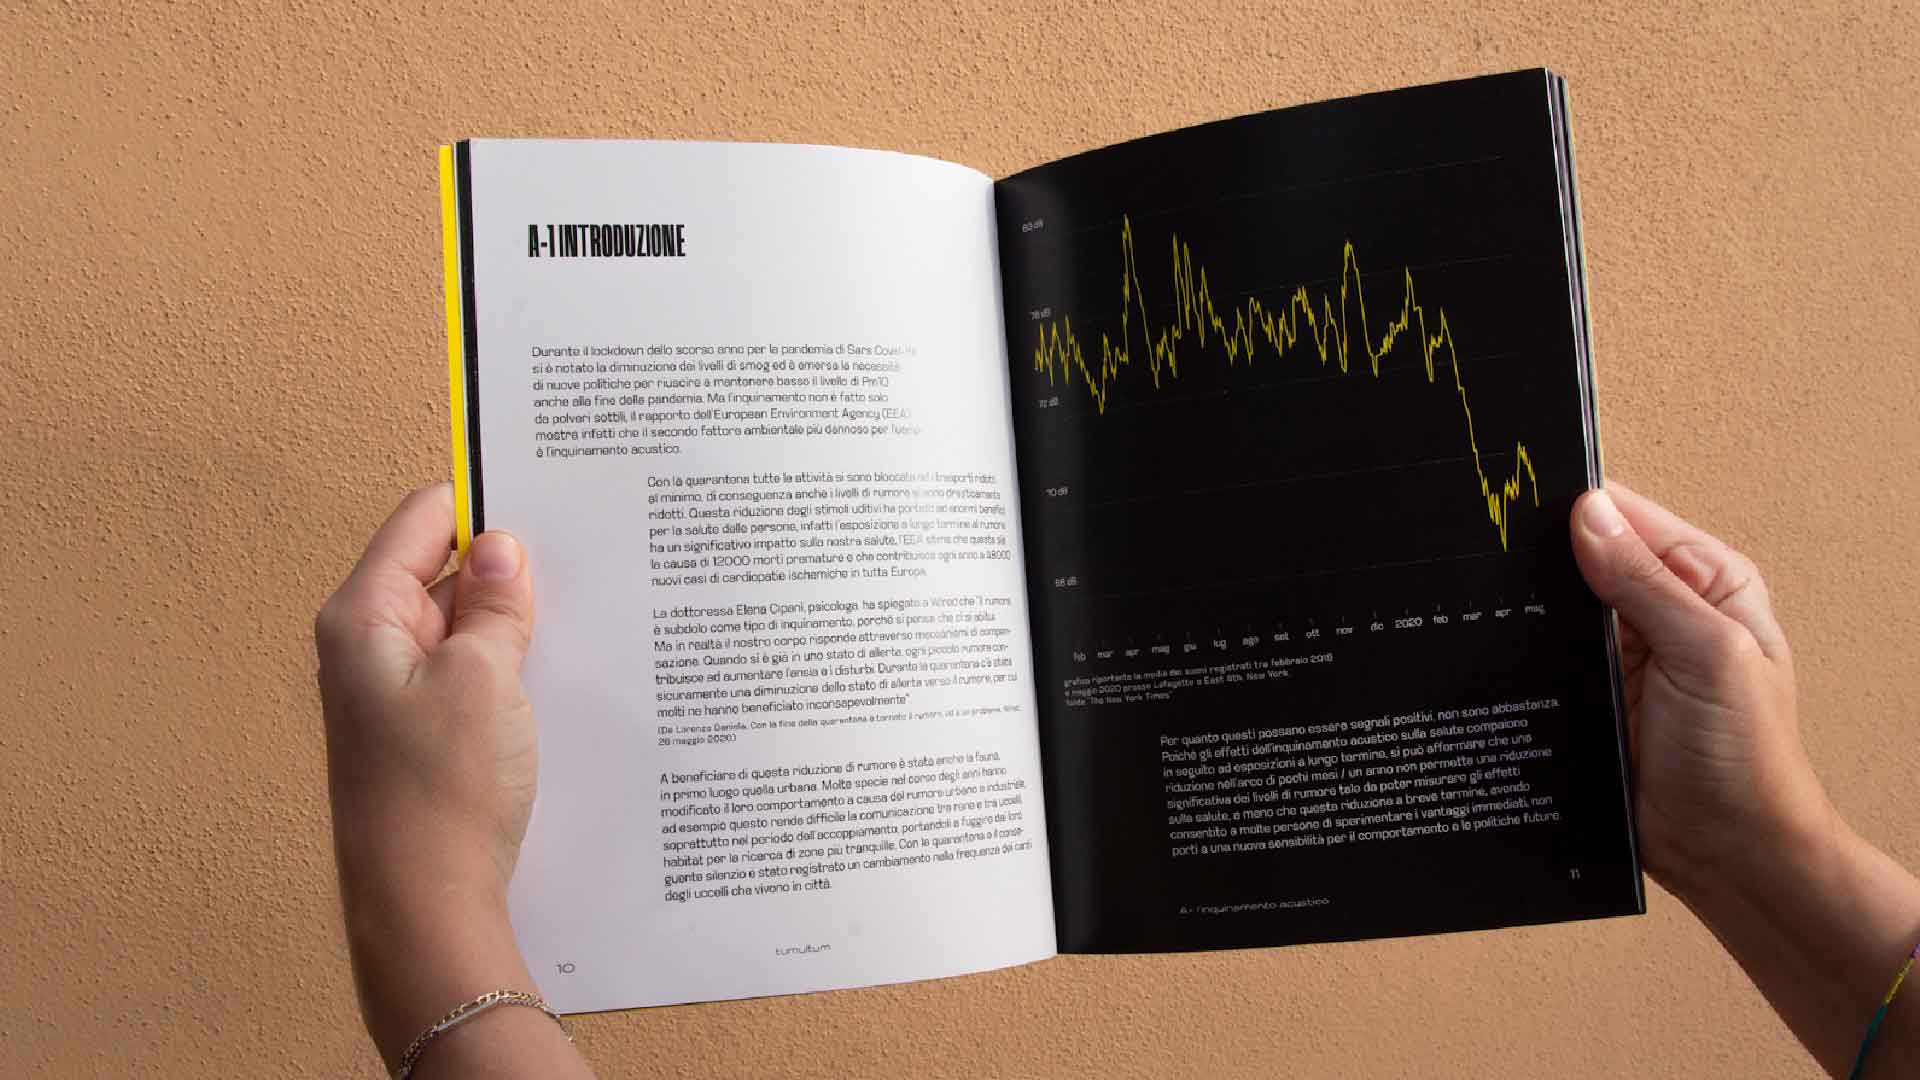 A-1 INTRODUZIONE
Durante il lockdown dello scorso anno per la pandemia di Sars Cov
si è notato la diminuzione dei livelli di smog ed è emersa la necessità
di nuove politiche per riuscire a mantenere basso il livello di Pm10
anche alla fine della pandemia. Ma l'inquinamento non è fatto solo
da polveri sottili, il rapporto dell'European Environment Agency (EEA)
mostra infatti che il secondo fattore ambientale più dannoso per
è l'inquinamento acustico.
Con la quarantena tutte le attività si sono bloccate ed i trasporti ridotti
al minimo, di conseguenza anche i livelli di rumore si sono drasticamente
ridotti. Questa riduzione degli stimoli uditivi ha portato ad enormi benefici
per la salute delle persone, infatti l'esposizione a lungo termine al rumore
ha un significativo impatto sulla nostra salute, l'EEA stima che questa sia
la causa di 12000 morti premature e che contribuisca ogni anno a 48000
nuovi casi di cardiopatie ischemiche in tutta Europa.
La dottoressa Elena Cipani, psicologa, ha spiegato a Wired che "il rumore
è subdolo come tipo di inquinamento, perché si pensa che ci si abitui.
Ma in realtà il nostro corpo risponde attraverso meccanismi di compen-
sazione. Quando si è già in uno stato di allerta, ogni piccolo rumore con-
tribuisce ad aumentare l'ansia e i disturbi. Durante la quarantena c'è stata
sicuramente una diminuzione dello stato di allerta verso il rumore, per cui
molti ne hanno beneficiato inconsapevolmente".
(De Lorenzo Daniela, Con la fine della quarantena è tornato il rumore, ed è un problema, Wired,
26 maggio 2020)
A beneficiare di questa riduzione di rumore è stata anche la fauna,
in primo luogo quella urbana. Molte specie nel corso degli anni hanno
modificato il loro comportamento a causa del rumore urbano e industriale,
ad esempio questo rende difficile la comunicazione tra rane e tra uccelli,
soprattutto nel periodo dell'accoppiamento, portandoli a fuggire dai loro
habitat per la ricerca di zone più tranquille. Con la quarantena e il conse-
guente silenzio è stato registrato un cambiamento nella frequenza dei canti
degli uccelli che vivono in città.
10
tumultum
80 dB
78 dB
72 dB
70 dB
68 dB
feb mar apr mag giu lug ago set ott nov dic 2020 feb mar apr mag
grafico riportante la media dei suoni registrati tra febbraio 2019
e maggio 2020 presso Lafayette e East 4th, New York
fonte "The New York Times"
Per quanto questi possano essere segnali positivi, non sono abbastanza.
Poiché gli effetti dell'inquinamento acustico sulla salute compaiono
in seguito ad esposizioni a lungo termine, si può affermare che una
riduzione nell'arco di pochi mesi / un anno non permette una riduzione
significativa dei livelli di rumore tale da poter misurare gli effetti
sulla salute, a meno che questa riduzione a breve termine, avendo
consentito a molte persone di sperimentare i vantaggi immediati, non
porti a una nuova sensibilità per il comportamento e le politiche future.
11
A - l'inquinamento acustico